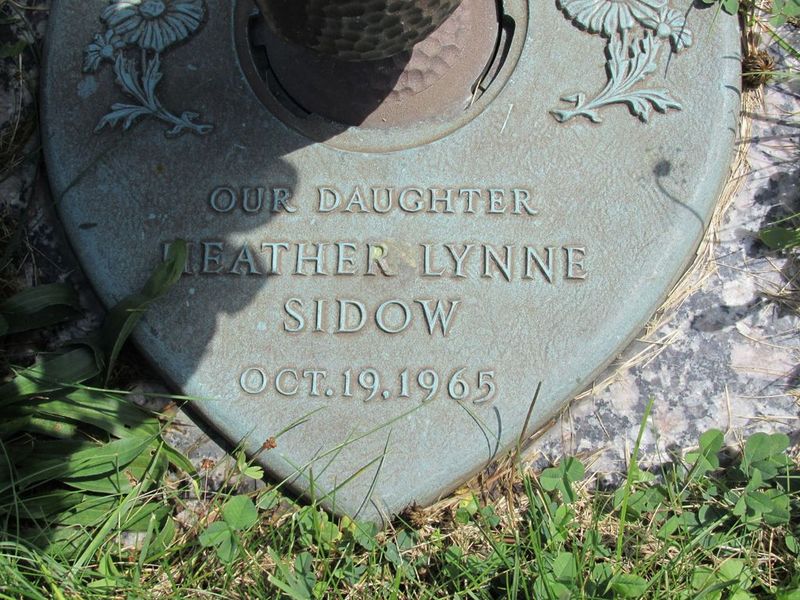 OUR DAUGHTER
HEATHER LYNNE
SIDOW
OCT.19.1965